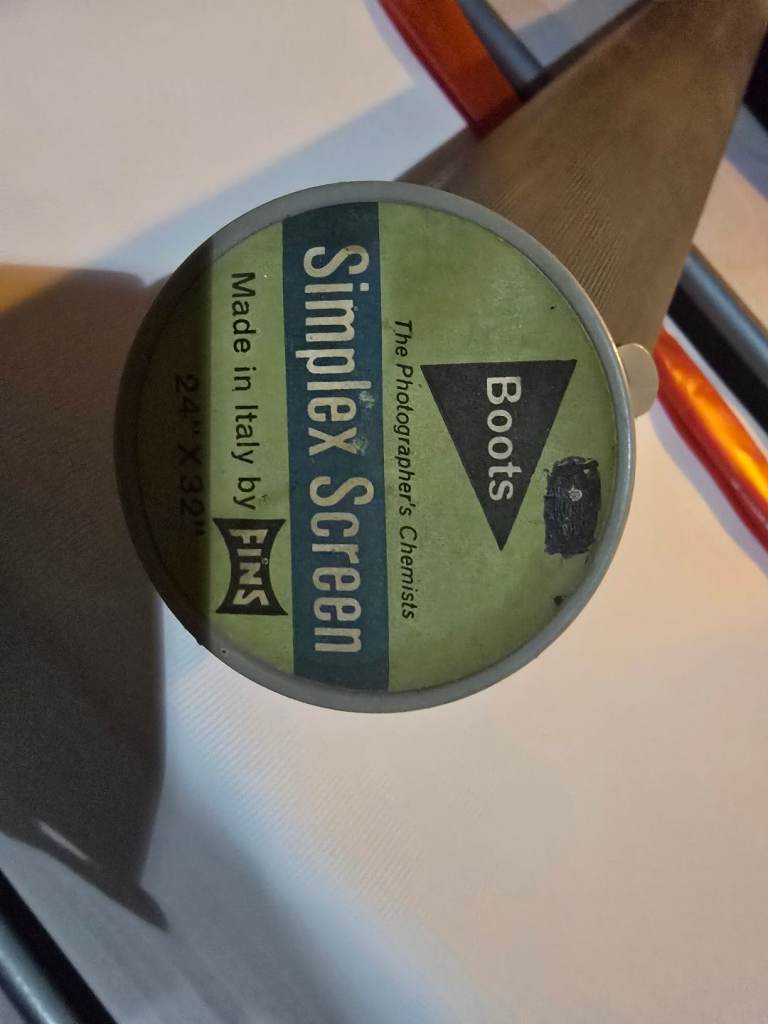 Boots
The Photographer's Chemists
Simplex Screen
Made in Italy by FINS
24" X 32"